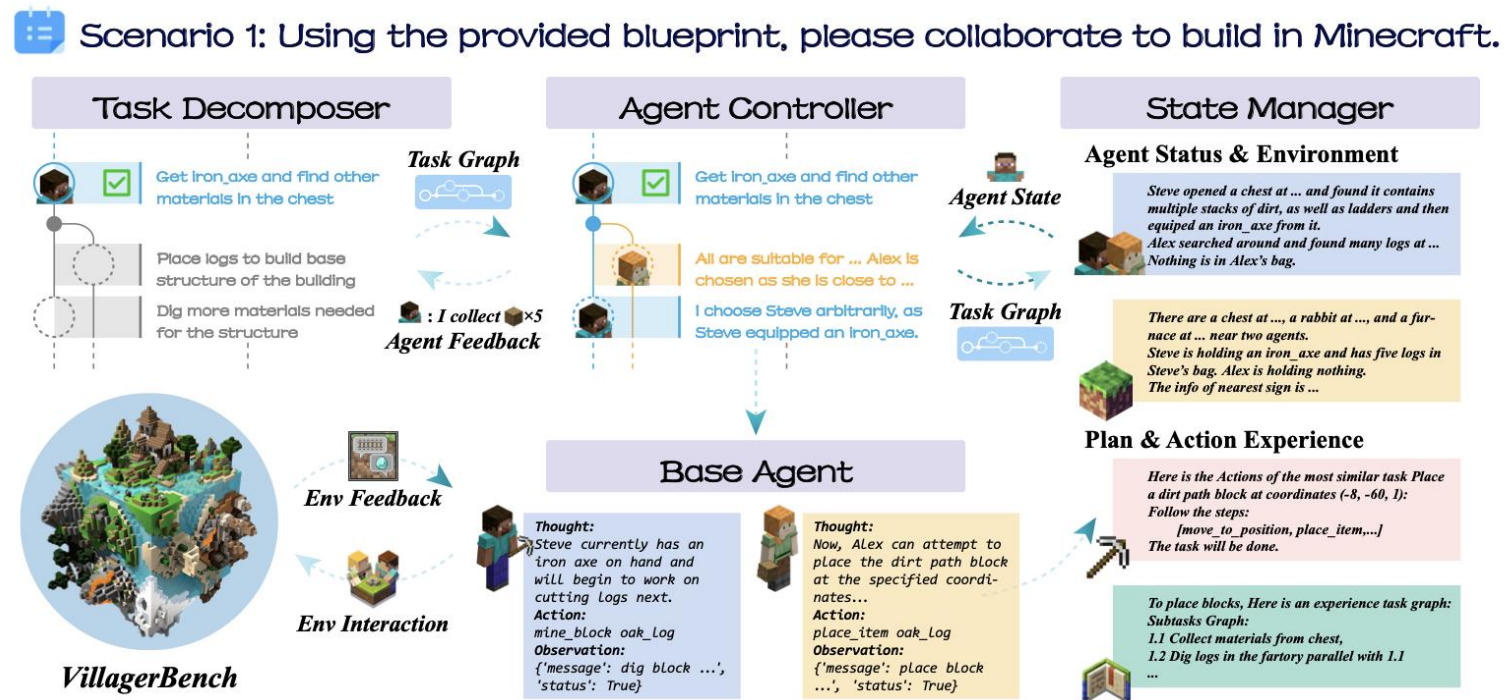 Scenario 1: Using the provided blueprint, please collaborate to build in Minecraft.
Task Decomposer
Get iron_axe and find other
materials in the chest
Place logs to build base
structure of the building
Dig more materials needed
for the structure
Task Graph
: I collect ×5
Agent Feedback
Agent Controller
Get iron_axe and find other
materials in the chest
All are suitable for ... Alex is
chosen as she is close to ...
I choose Steve arbitrarily, as
Steve equipped an iron_axe.
Agent State
Task Graph
State Manager
Agent Status & Environment
Steve opened a chest at ... and found it contains
multiple stacks of dirt, as well as ladders and then
equiped an iron_axe from it.
Alex searched around and found many logs at ...
Nothing is in Alex's bag.
There are a chest at ..., a rabbit at ..., and a fur-
nace at ... near two agents.
Steve is holding an iron_axe and has five logs in
Steve's bag. Alex is holding nothing.
The info of nearest sign is ...
Plan & Action Experience
Here is the Actions of the most similar task Place
a dirt path block at coordinates (-8, -60, 1):
Follow the steps:
[move_to_position, place_item,...]
The task will be done.
To place blocks, Here is an experience task graph:
Subtasks Graph:
1.1 Collect materials from chest,
1.2 Dig logs in the fartory parallel with 1.1
...
VillagerBench
Env Feedback
Env Interaction
Base Agent
Thought:
Steve currently has an
iron axe on hand and
will begin to work on
cutting logs next.
Action:
mine_block oak_log
Observation:
{'message': dig block ...',
'status': True}
Thought:
Now, Alex can attempt to
place the dirt path block
at the specified coordi-
nates...
Action:
place_item oak_log
Observation:
{'message': place block
...', 'status': True}